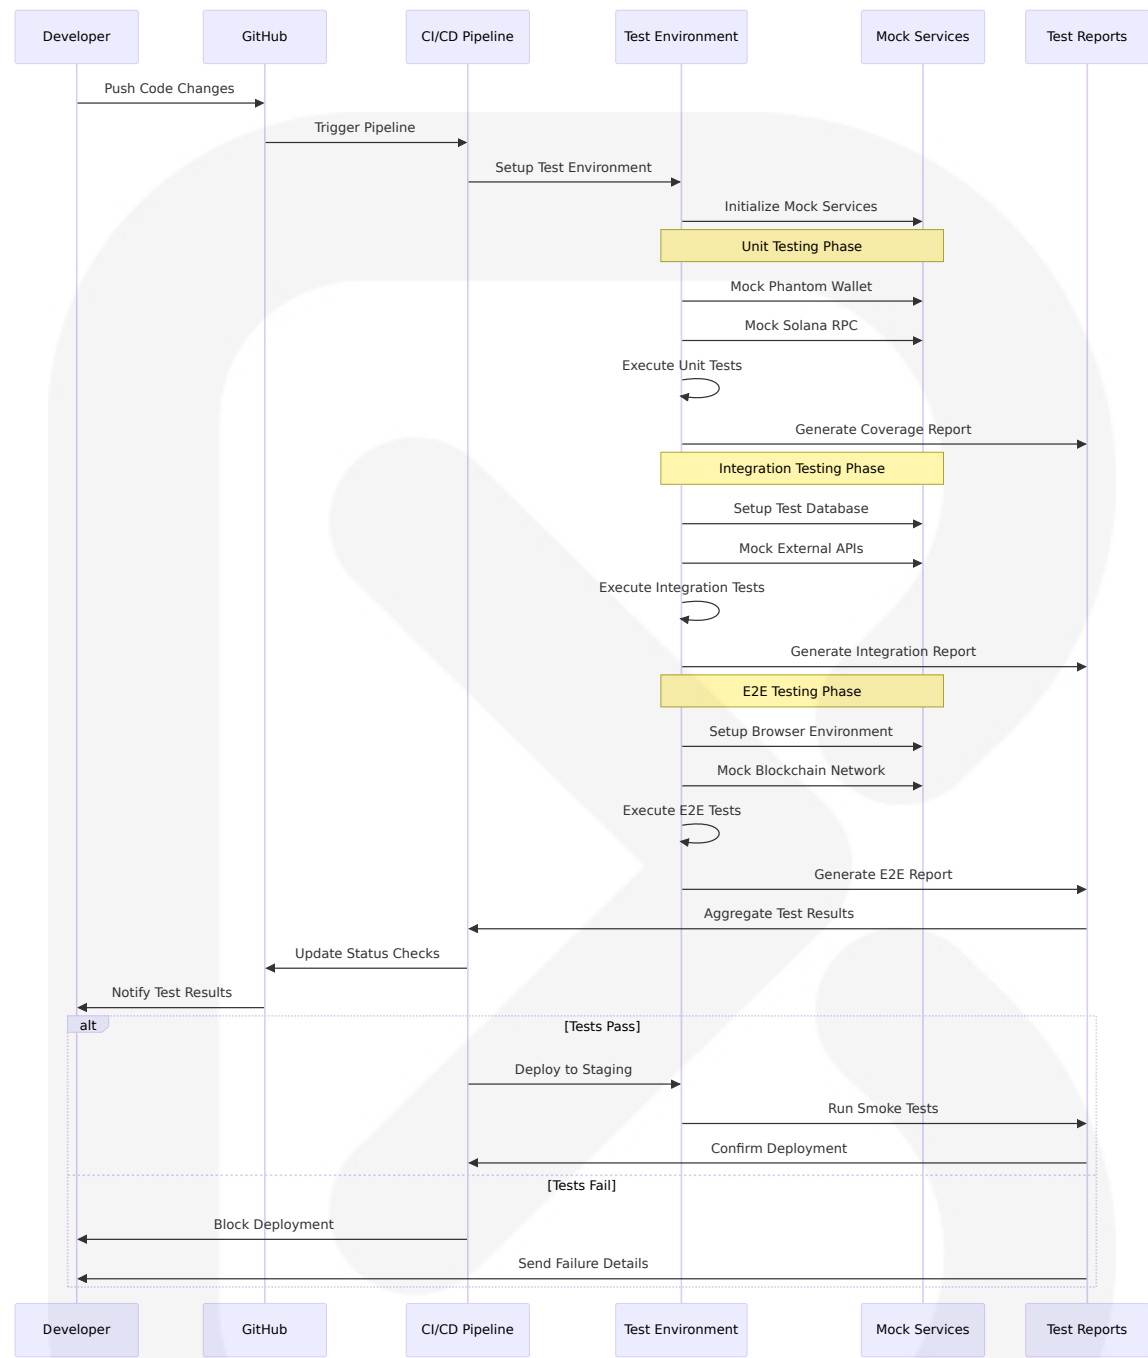 Developer
GitHub
CI/CD Pipeline
Test Environment
Mock Services
Test Reports
Push Code Changes
Trigger Pipeline
Setup Test Environment
Initialize Mock Services
Unit Testing Phase
Mock Phantom Wallet
Mock Solana RPC
Execute Unit Tests
Generate Coverage Report
Integration Testing Phase
Setup Test Database
Mock External APIs
Execute Integration Tests
Generate Integration Report
E2E Testing Phase
Setup Browser Environment
Mock Blockchain Network
Execute E2E Tests
Generate E2E Report
Aggregate Test Results
Update Status Checks
Notify Test Results
alt
[Tests Pass]
Deploy to Staging
Run Smoke Tests
Confirm Deployment
[Tests Fail]
Block Deployment
Send Failure Details
Developer
GitHub
CI/CD Pipeline
Test Environment
Mock Services
Test Reports